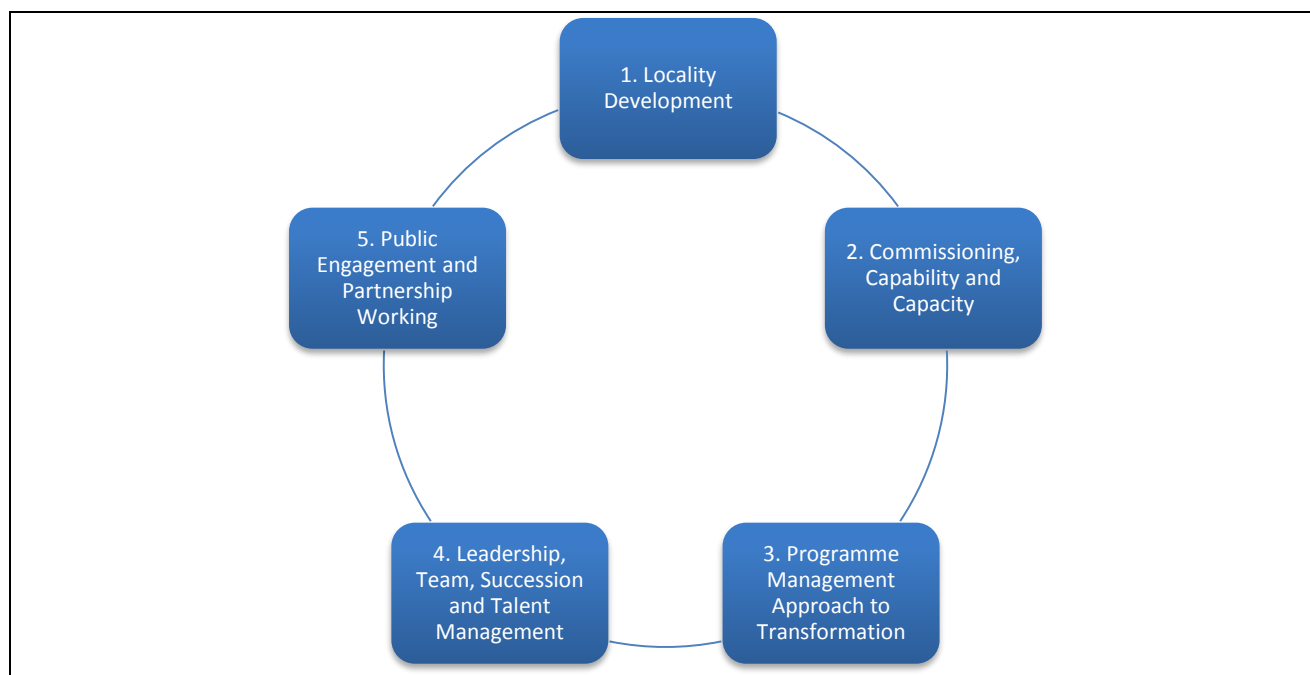 1. Locality
Development
2. Commissioning,
Capability and
Capacity
3. Programme
Management
Approach to
Transformation
4. Leadership,
Team, Succession
and Talent
Management
5. Public
Engagement and
Partnership
Working